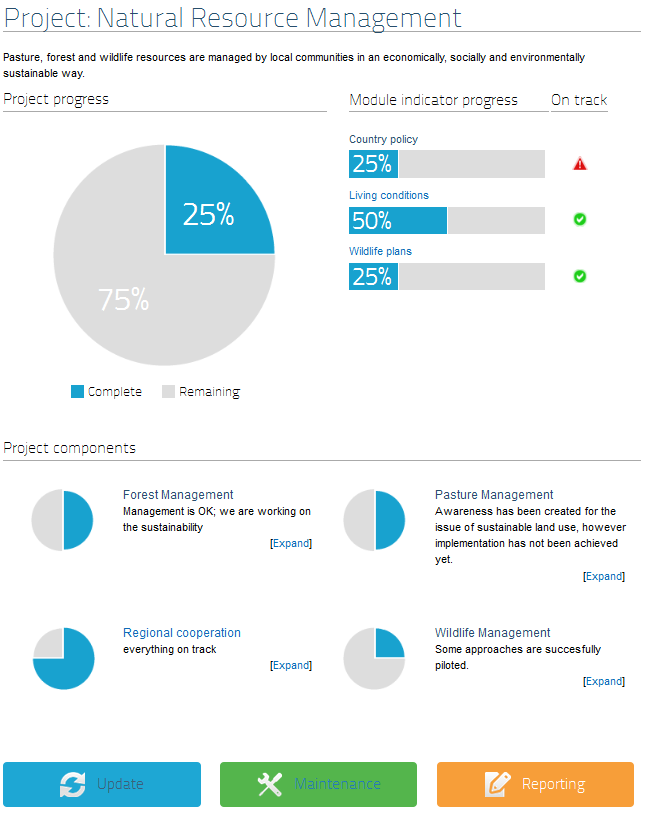 Project: Natural Resource Management
Pasture, forest and wildlife resources are managed by local communities in an economically, socially and environmentally
sustainable way.
Project progress
25%
75%
Complete
Remaining
Module indicator progress
On track
Country policy
25%
Living conditions
50%
Wildlife plans
25%
Project components
Forest Management
Management is OK; we are working on
the sustainability
[Expand]
Pasture Management
Awareness has been created for the
issue of sustainable land use, however
implementation has not been achieved
yet.
[Expand]
Regional cooperation
everything on track
[Expand]
Wildlife Management
Some approaches are succesfully
piloted.
[Expand]
Update
Maintenance
Reporting